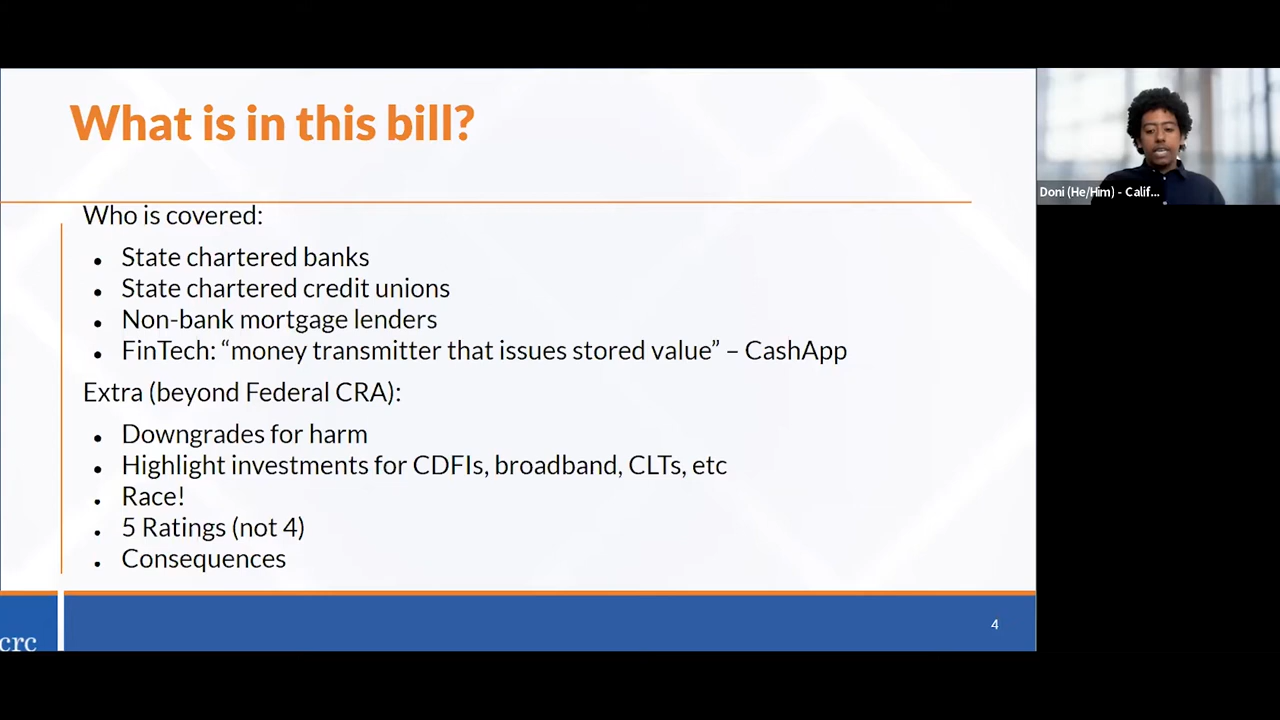 What is in this bill?
Who is covered:
• State chartered banks
• State chartered credit unions
• Non-bank mortgage lenders
• FinTech: “money transmitter that issues stored value” – CashApp
Extra (beyond Federal CRA):
• Downgrades for harm
• Highlight investments for CDFIs, broadband, CLTs, etc
• Race!
• 5 Ratings (not 4)
• Consequences
4
crc
Doni (He/Him) - Calif...